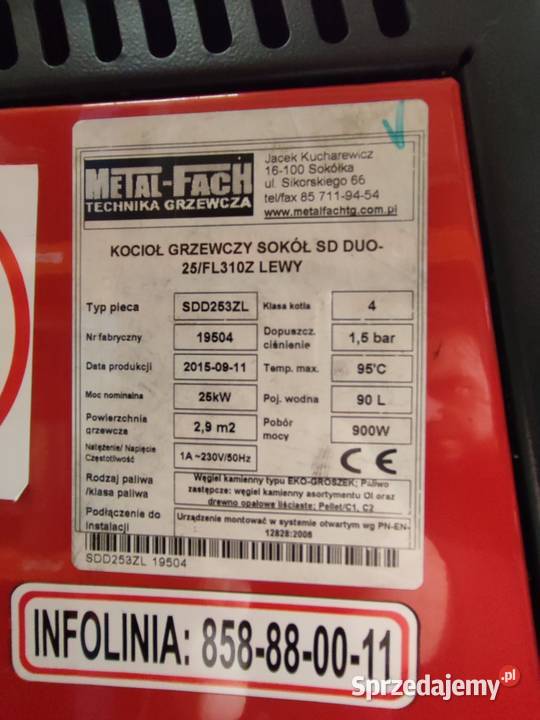 METAL-FACH
TECHNIKA GRZEWCZA
Jacek Kucharewicz
16-100 Sokółka
ul. Sikorskiego 66
tel/fax 85 711-94-54
www.metalfachtg.com.pl
KOCIOŁ GRZEWCZY SOKÓŁ SD DUO-
25/FL310Z LEWY
Typ pieca SDD253ZL Klasa kotła 4
Nr fabryczny 19504 Dopuszcz. ciśnienie 1,5 bar
Data produkcji 2015-09-11 Temp. max. 95'C
Moc nominalna 25kW Poj. wodna 90 L
Powierzchnia grzewcza 2,9 m2 Pobór mocy 900W
Natężenie/ Napięcie Częstotliwość 1A ~230V/50Hz CE
Rodzaj paliwa /klasa paliwa
Węgiel kamienny typu EKO-GROSZEK; Paliwo
zastępcze: węgiel kamienny asortymentu OI oraz
drewno opałowe liściaste; Pellet/C1, C2
Podłączenie do instalacji
Urządzenie montować w systemie otwartym wg PN-EN-
12828:2006
SDD253ZL 19504
INFOLINIA: 858-88-00-11
Sprzedajemy.pl